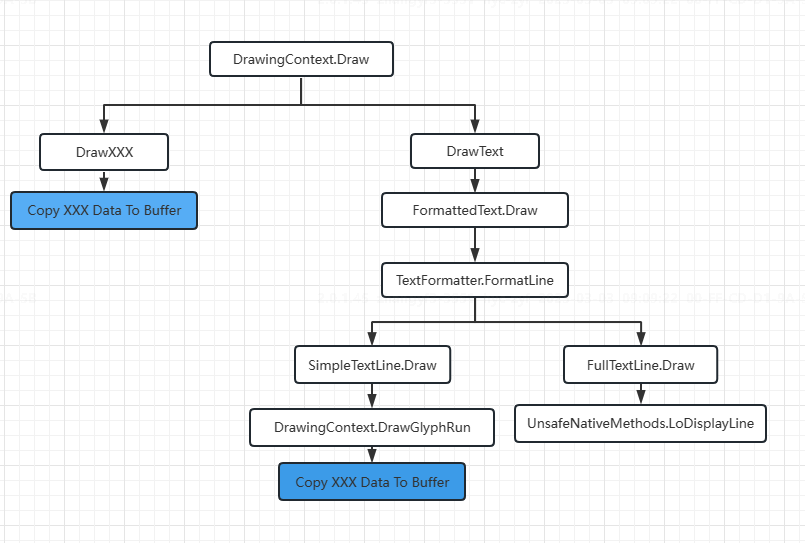 DrawingContext.Draw
DrawXXX
DrawText
Copy XXX Data To Buffer
FormattedText.Draw
TextFormatter.FormatLine
SimpleTextLine.Draw
FullTextLine.Draw
DrawingContext.DrawGlyphRun
UnsafeNativeMethods.LoDisplayLine
Copy XXX Data To Buffer